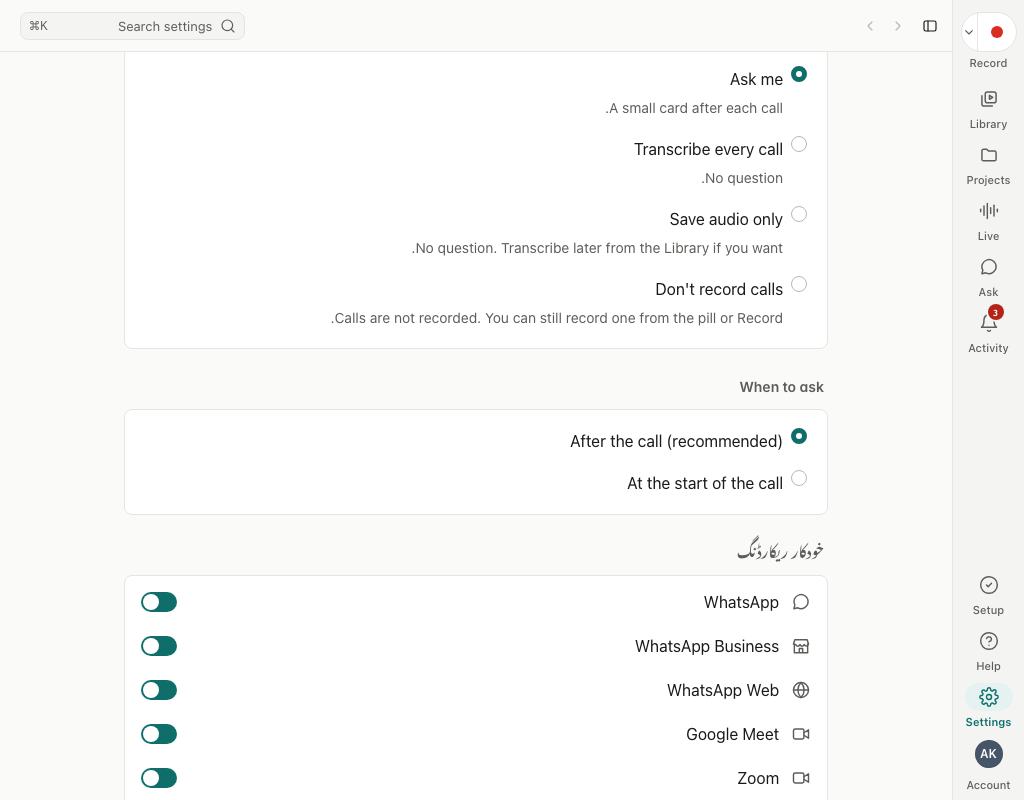 ⌘K
Search settings
Ask me
A small card after each call.
Transcribe every call
No question.
Save audio only
No question. Transcribe later from the Library if you want.
Don't record calls
Calls are not recorded. You can still record one from the pill or Record.
When to ask
After the call (recommended)
At the start of the call
خودکار ریکارڈنگ
WhatsApp
WhatsApp Business
WhatsApp Web
Google Meet
Zoom
Record
Library
Projects
Live
Ask
3
Activity
Setup
Help
Settings
AK
Account